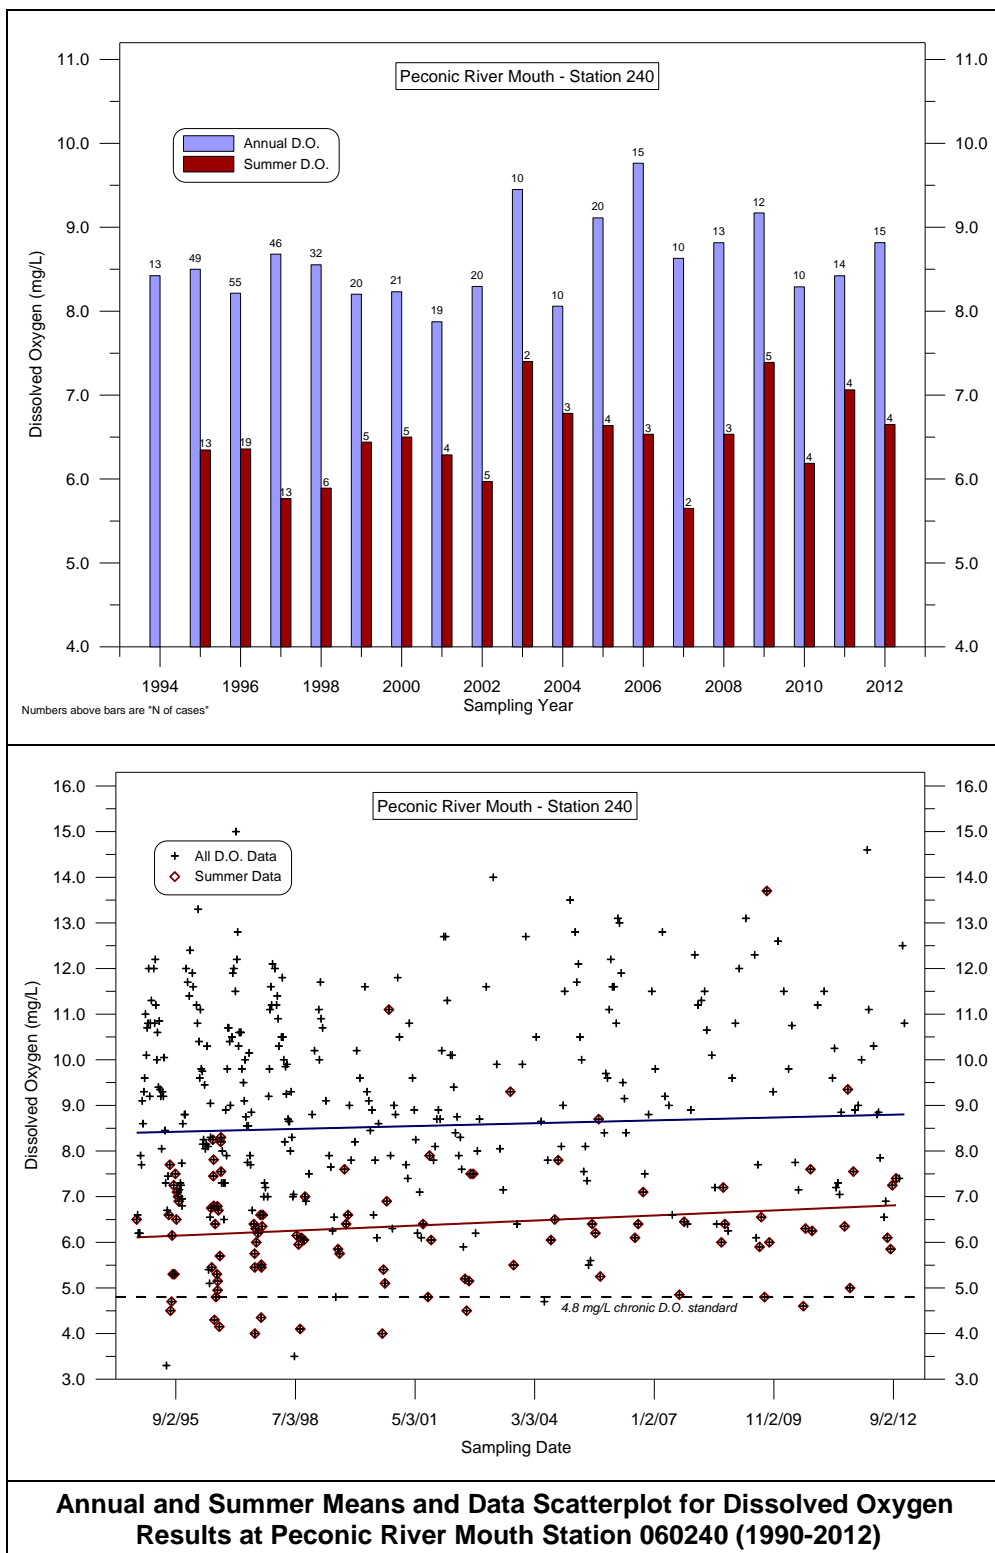 Peconic River Mouth - Station 240
11.0 11.0
Annual D.O.
Summer D.O.
10.0 10.0
9.0 9.0
8.0 8.0
7.0 7.0
6.0 6.0
5.0 5.0
4.0 4.0
Dissolved Oxygen (mg/L)
13 49 55 46 32 20 21 19 20 10 10 20 15 10 13 12 10 14 15
13 19 13 6 5 5 4 5 2 3 4 3 2 3 5 4 4 4
1994 1996 1998 2000 2002 2004 2006 2008 2010 2012
Sampling Year
Numbers above bars are "N of cases"
Peconic River Mouth - Station 240
16.0 16.0
15.0 15.0
All D.O. Data
Summer Data
14.0 14.0
13.0 13.0
12.0 12.0
11.0 11.0
10.0 10.0
9.0 9.0
8.0 8.0
7.0 7.0
6.0 6.0
5.0 5.0
4.0 4.0
3.0 3.0
Dissolved Oxygen (mg/L)
4.8 mg/L chronic D.O. standard
9/2/95 7/3/98 5/3/01 3/3/04 1/2/07 11/2/09 9/2/12
Sampling Date
Annual and Summer Means and Data Scatterplot for Dissolved Oxygen
Results at Peconic River Mouth Station 060240 (1990-2012)